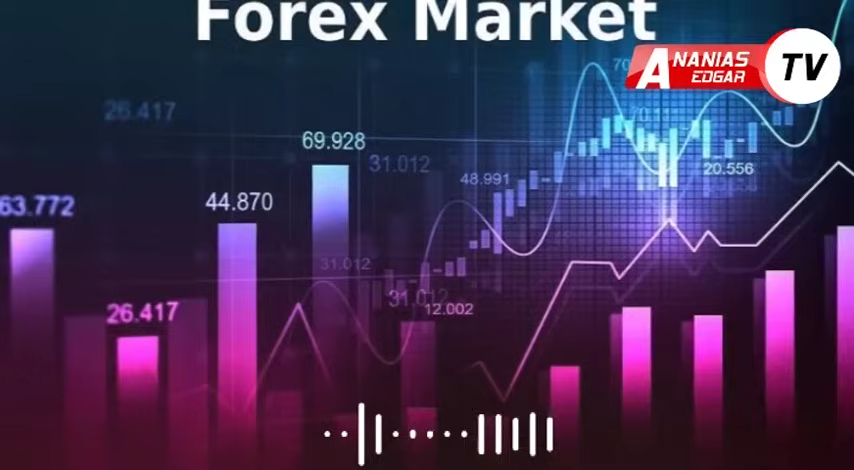 Forex Market
ANANIAS
EDGAR
TV
26.417
69.928
31.012
48.991
20.556
63.772
44.870
31.012
31.012
12.002
26.417